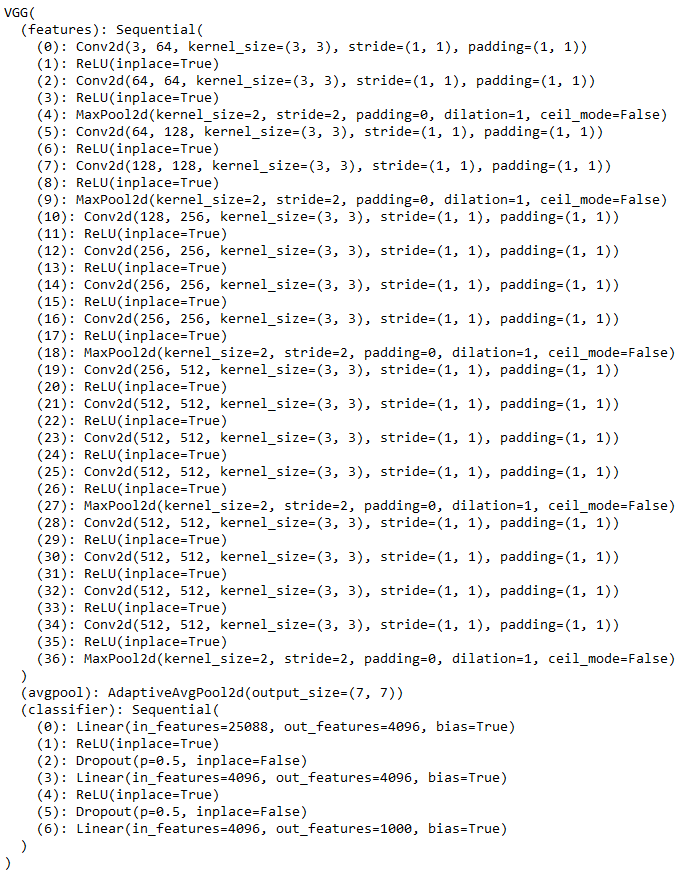 VGG(
  (features): Sequential(
    (0): Conv2d(3, 64, kernel_size=(3, 3), stride=(1, 1), padding=(1, 1))
    (1): ReLU(inplace=True)
    (2): Conv2d(64, 64, kernel_size=(3, 3), stride=(1, 1), padding=(1, 1))
    (3): ReLU(inplace=True)
    (4): MaxPool2d(kernel_size=2, stride=2, padding=0, dilation=1, ceil_mode=False)
    (5): Conv2d(64, 128, kernel_size=(3, 3), stride=(1, 1), padding=(1, 1))
    (6): ReLU(inplace=True)
    (7): Conv2d(128, 128, kernel_size=(3, 3), stride=(1, 1), padding=(1, 1))
    (8): ReLU(inplace=True)
    (9): MaxPool2d(kernel_size=2, stride=2, padding=0, dilation=1, ceil_mode=False)
    (10): Conv2d(128, 256, kernel_size=(3, 3), stride=(1, 1), padding=(1, 1))
    (11): ReLU(inplace=True)
    (12): Conv2d(256, 256, kernel_size=(3, 3), stride=(1, 1), padding=(1, 1))
    (13): ReLU(inplace=True)
    (14): Conv2d(256, 256, kernel_size=(3, 3), stride=(1, 1), padding=(1, 1))
    (15): ReLU(inplace=True)
    (16): Conv2d(256, 256, kernel_size=(3, 3), stride=(1, 1), padding=(1, 1))
    (17): ReLU(inplace=True)
    (18): MaxPool2d(kernel_size=2, stride=2, padding=0, dilation=1, ceil_mode=False)
    (19): Conv2d(256, 512, kernel_size=(3, 3), stride=(1, 1), padding=(1, 1))
    (20): ReLU(inplace=True)
    (21): Conv2d(512, 512, kernel_size=(3, 3), stride=(1, 1), padding=(1, 1))
    (22): ReLU(inplace=True)
    (23): Conv2d(512, 512, kernel_size=(3, 3), stride=(1, 1), padding=(1, 1))
    (24): ReLU(inplace=True)
    (25): Conv2d(512, 512, kernel_size=(3, 3), stride=(1, 1), padding=(1, 1))
    (26): ReLU(inplace=True)
    (27): MaxPool2d(kernel_size=2, stride=2, padding=0, dilation=1, ceil_mode=False)
    (28): Conv2d(512, 512, kernel_size=(3, 3), stride=(1, 1), padding=(1, 1))
    (29): ReLU(inplace=True)
    (30): Conv2d(512, 512, kernel_size=(3, 3), stride=(1, 1), padding=(1, 1))
    (31): ReLU(inplace=True)
    (32): Conv2d(512, 512, kernel_size=(3, 3), stride=(1, 1), padding=(1, 1))
    (33): ReLU(inplace=True)
    (34): Conv2d(512, 512, kernel_size=(3, 3), stride=(1, 1), padding=(1, 1))
    (35): ReLU(inplace=True)
    (36): MaxPool2d(kernel_size=2, stride=2, padding=0, dilation=1, ceil_mode=False)
  )
  (avgpool): AdaptiveAvgPool2d(output_size=(7, 7))
  (classifier): Sequential(
    (0): Linear(in_features=25088, out_features=4096, bias=True)
    (1): ReLU(inplace=True)
    (2): Dropout(p=0.5, inplace=False)
    (3): Linear(in_features=4096, out_features=4096, bias=True)
    (4): ReLU(inplace=True)
    (5): Dropout(p=0.5, inplace=False)
    (6): Linear(in_features=4096, out_features=1000, bias=True)
  )
)